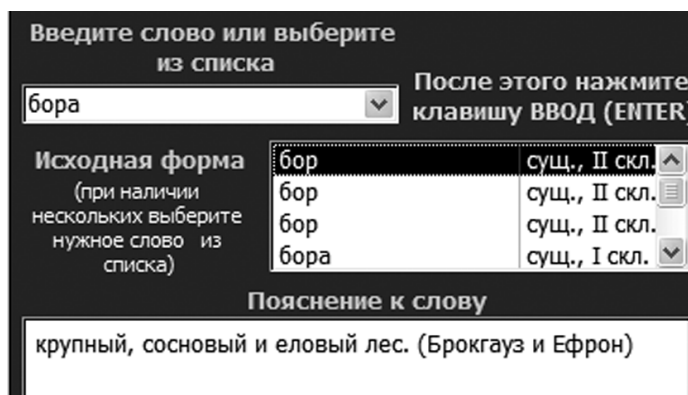 Введите слово или выберите
из списка
бора
После этого нажмите
клавишу ВВОД (ENTER)
Исходная форма
(при наличии
нескольких выберите
нужное слово из
списка)
бор сущ., II скл.
бор сущ., II скл.
бор сущ., II скл.
бора сущ., I скл.
Пояснение к слову
крупный, сосновый и еловый лес. (Брокгауз и Ефрон)